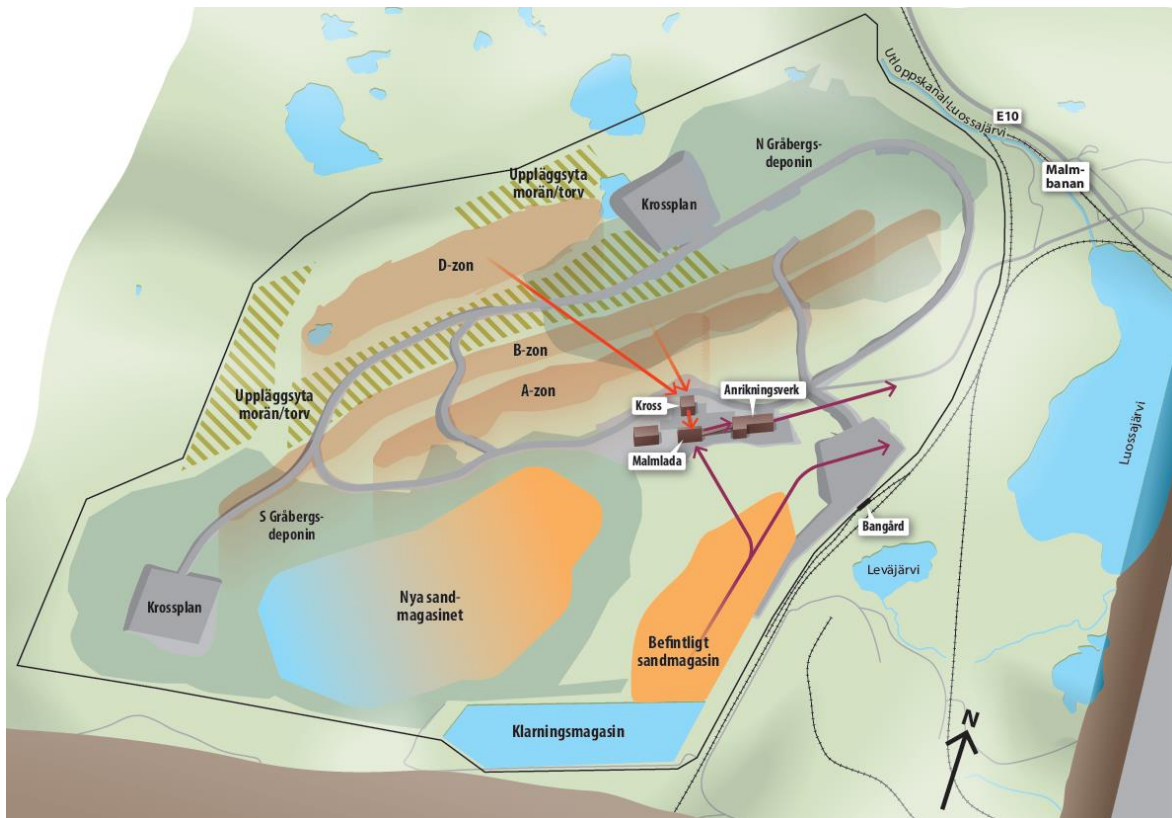 Utloppskanal-Luossajärvi
E10
N Gråbergs-
deponin
Malm-
banan
Uppläggsyta
morän/torv
Krossplan
D-zon
B-zon
A-zon
Uppläggsyta
morän/torv
Kross
Anrikningsverk
Malmlada
Luossajärvi
S Gråbergs-
deponin
Bangård
Leväjärvi
Krossplan
Nya sand-
magasinet
Befintligt
sandmagasin
Klarningsmagasin
N